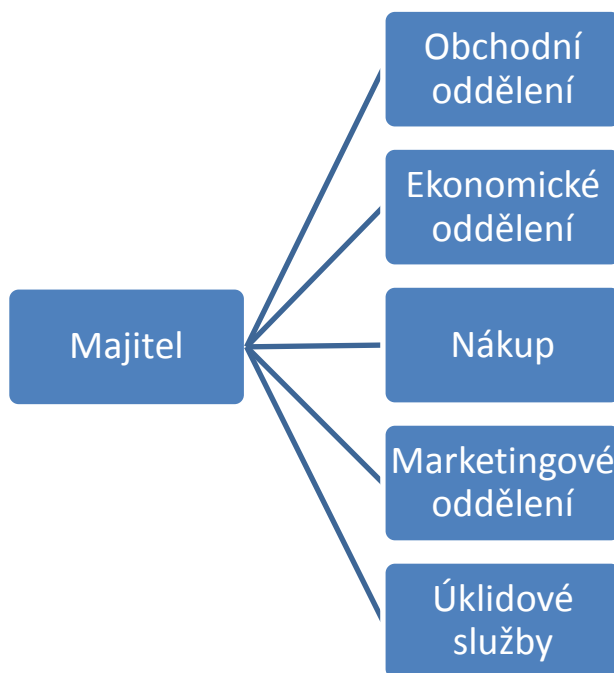 Obchodní
oddělení
Ekonomické
oddělení
Majitel
Nákup
Marketingové
oddělení
Úklidové
služby